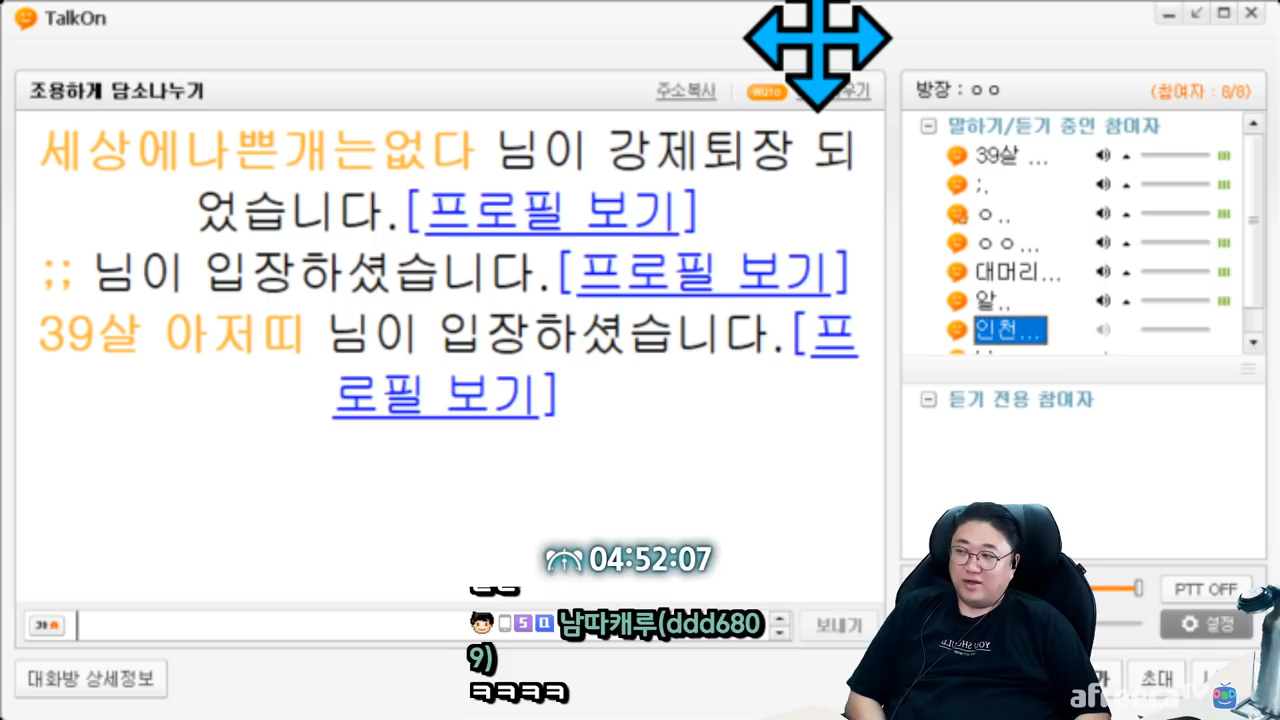 TalkOn
조용하게 담소나누기
주소복사
AUTO
우기
방장 : ㅇㅇ
(참여자 : 8/8)
세상에나쁜개는없다 님이 강제퇴장 되
었습니다.[프로필 보기]
;; 님이 입장하셨습니다.[프로필 보기]
39살 아저띠 님이 입장하셨습니다.[프
로필 보기]
말하기/듣기 중인 참여자
39살 ...
;,
ㅇ..
ㅇㅇ...
대머리...
알..
인천...
듣기 전용 참여자
04:52:07
PTT OFF
가
남따캐루(ddd680
9)
ㅋㅋㅋㅋ
보내기
설정
대화방 상세정보
초대
YOU SHOULD
afreecaTV